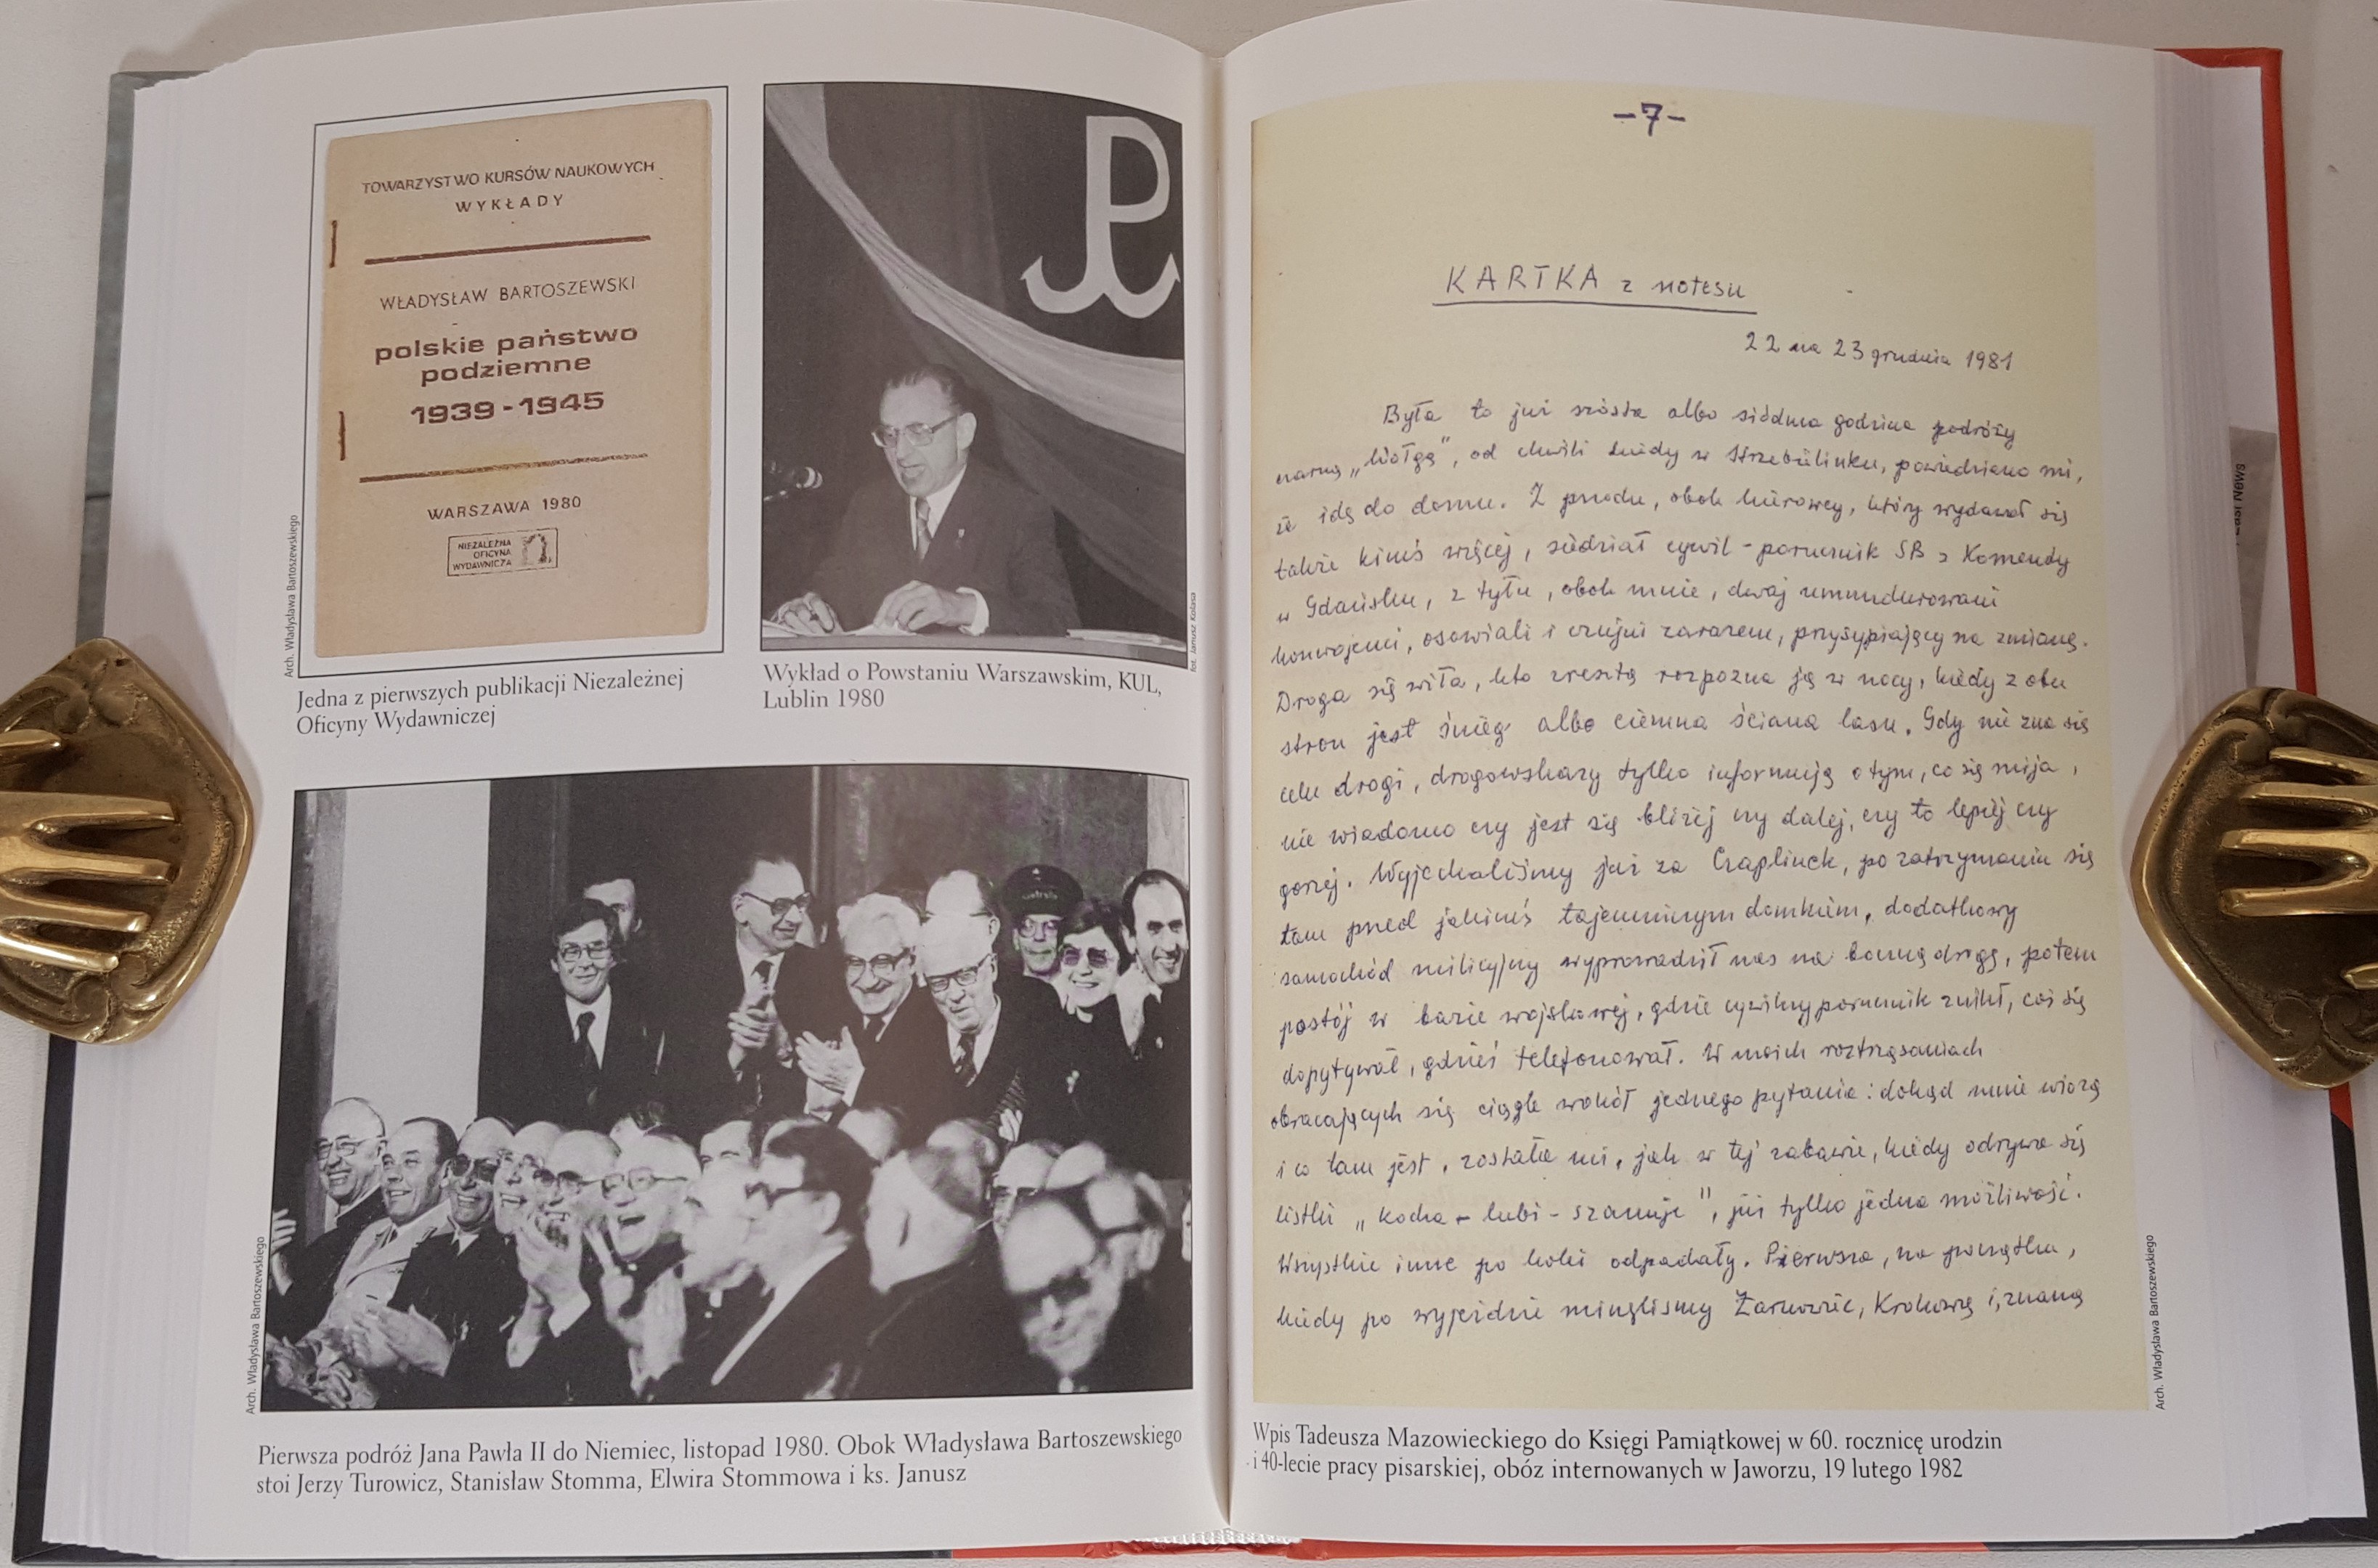 TOWARZYSTWO KURSÓW NAUKOWYCH
WYKŁADY
WŁADYSŁAW BARTOSZEWSKI
polskie państwo
podziemne
1939-1945
WARSZAWA 1980
NIEZALEŻNA
OFICYNA
WYDAWNICZA
Arch. Władysława Bartoszewskiego
Jedna z pierwszych publikacji Niezależnej
Oficyny Wydawniczej
fot. Janusz Kotasa
Wykład o Powstaniu Warszawskim, KUL,
Lublin 1980
Arch. Władysława Bartoszewskiego
Pierwsza podróż Jana Pawła II do Niemiec, listopad 1980. Obok Władysława Bartoszewskiego
stoi Jerzy Turowicz, Stanisław Stomma, Elwira Stommowa i ks. Janusz
-7-
KARTKA z notesu
22 na 23 grudnia 1981
Była to już szósta albo siódma godzina podróży
czarną „Wołgą", od chwili kiedy w Strzebielinku, powiedziano mi,
że idę do domu. Z przodu, obok kierowcy, który wydawał się
także kimś więcej, siedział cywil - porucznik SB z Komendy
w Gdańsku, z tyłu, obok mnie, dwaj umundurowani
konwojenci, osowiali i czujni zarazem, przysypiający na zmianę.
Droga się wiła, kto zresztą rozpozna ją w nocy, kiedy z obu
stron jest śnieg albo ciemna ściana lasu. Gdy nie zna się
celu drogi, drogowskazy tylko informują o tym, co się mija,
nie wiadomo czy jest się bliżej czy dalej, czy to lepiej czy
gorzej. Wyjechaliśmy już za Czaplinek, po zatrzymaniu się
tam przed jakimś tajemniczym domkiem, dodatkowy
samochód milicyjny wyprowadził nas na boczną drogę, potem
postój w bazie wojskowej, gdzie cywilny porucznik znikł, coś się
dopytywał, gdzieś telefonował. W moich roztrząsaniach
obracających się ciągle wokół jednego pytania: dokąd mnie wiozą
i co tam jest, została mi, jak w tej zabawie, kiedy odrywa się
listki „kocha - lubi - szanuje", już tylko jedna możliwość.
Wszystkie inne po kolei odpadały. Pierwsza, na początku,
kiedy po wyjeździe minęliśmy Żarnowiec, Krokową i, znaną
Arch. Władysława Bartoszewskiego
Wpis Tadeusza Mazowieckiego do Księgi Pamiątkowej w 60. rocznicę urodzin
i 40-lecie pracy pisarskiej, obóz internowanych w Jaworzu, 19 lutego 1982
News